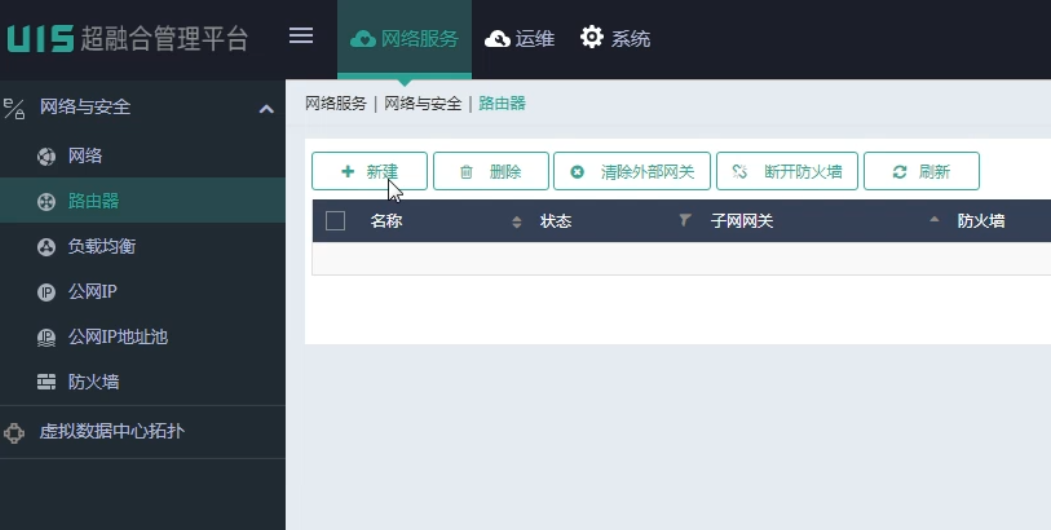 UIS 超融合管理平台
网络服务
运维
系统
网络与安全
网络
路由器
负载均衡
公网IP
公网IP地址池
防火墙
虚拟数据中心拓扑
网络服务 | 网络与安全 | 路由器
新建
删除
清除外部网关
断开防火墙
刷新
名称
状态
子网网关
防火墙